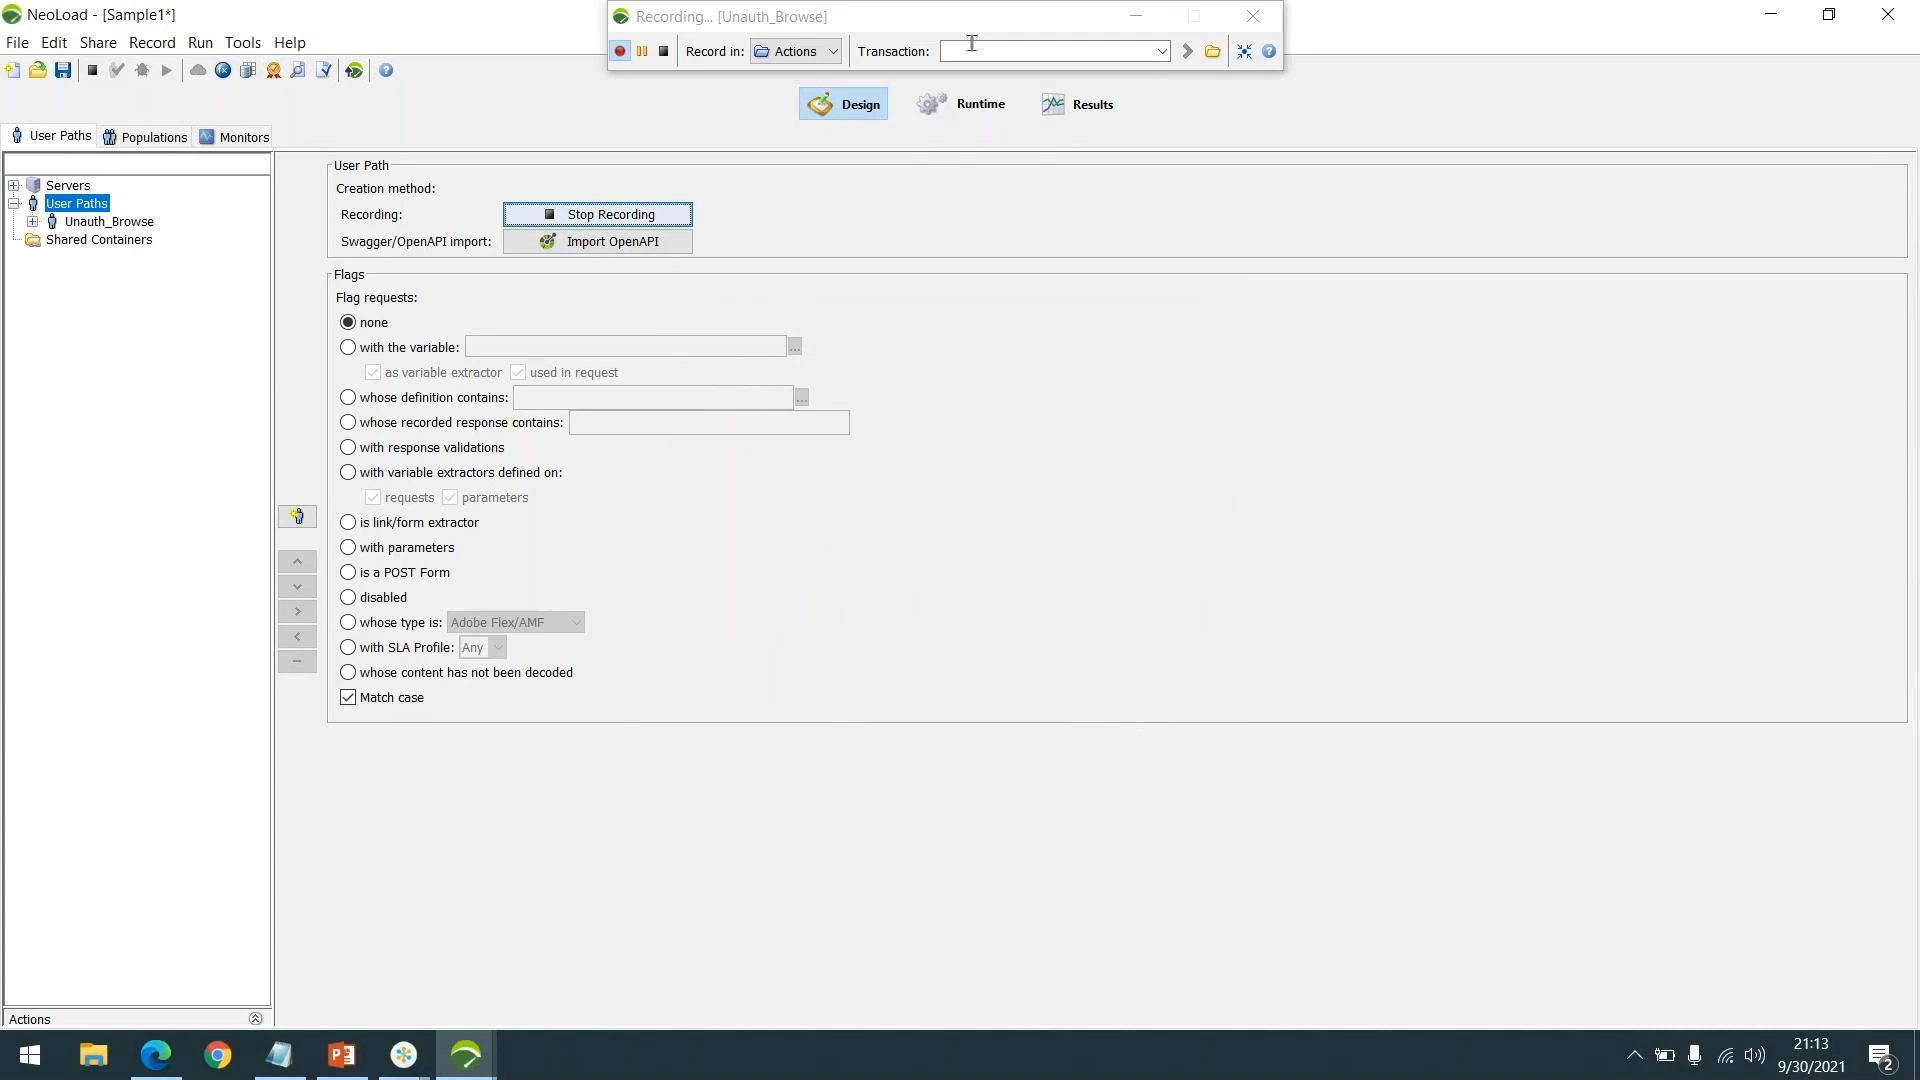 NeoLoad - [Sample1*]
Recording... [Unauth_Browse]
File Edit Share Record Run Tools Help
Record in: Actions Transaction:
Design Runtime Results
User Paths Populations Monitors
Servers
User Paths
Unauth_Browse
Shared Containers
User Path
Creation method:
Recording: Stop Recording
Swagger/OpenAPI import: Import OpenAPI
Flags
Flag requests:
none
with the variable: ...
as variable extractor used in request
whose definition contains: ...
whose recorded response contains:
with response validations
with variable extractors defined on:
requests parameters
is link/form extractor
with parameters
is a POST Form
disabled
whose type is: Adobe Flex/AMF
with SLA Profile: Any
whose content has not been decoded
Match case
Actions
21:13
9/30/2021
2